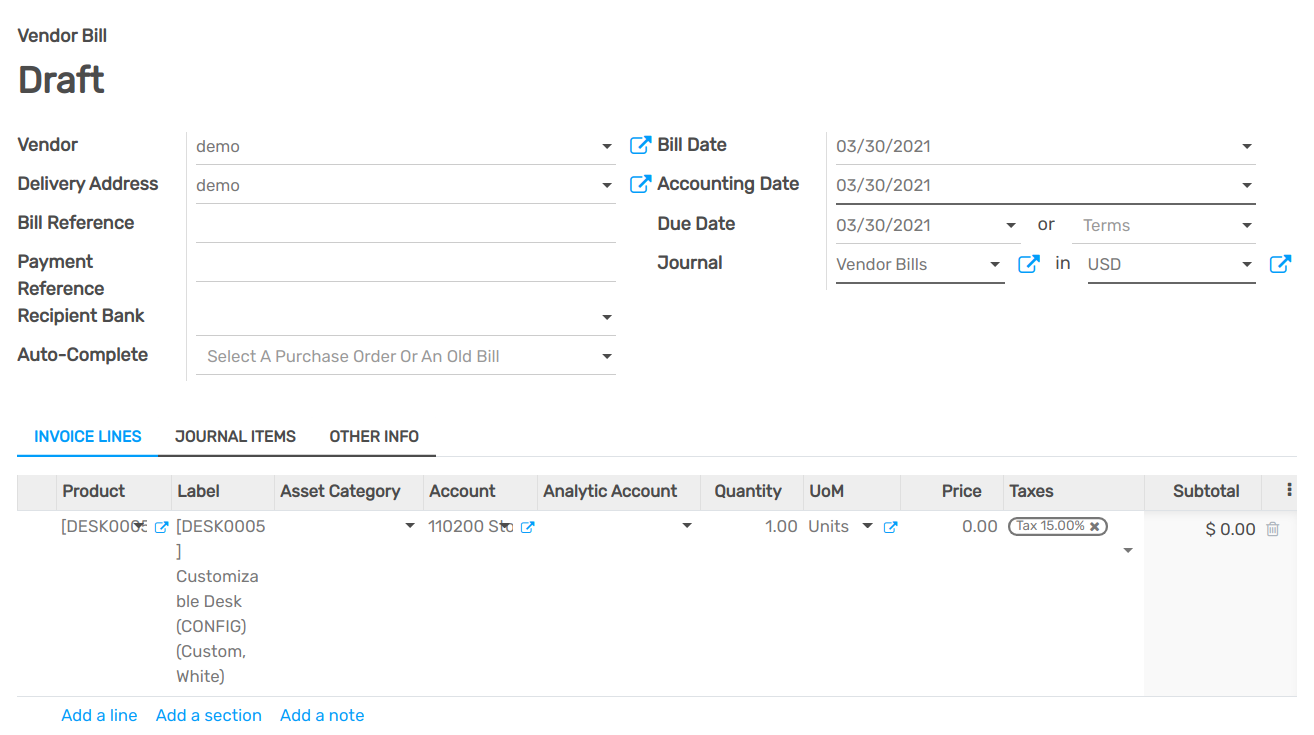 Vendor Bill
Draft
Vendor demo Bill Date 03/30/2021
Delivery Address demo Accounting Date 03/30/2021
Bill Reference Due Date 03/30/2021 or Terms
Payment Reference Journal Vendor Bills in USD
Recipient Bank
Auto-Complete Select A Purchase Order Or An Old Bill
INVOICE LINES JOURNAL ITEMS OTHER INFO
Product Label Asset Category Account Analytic Account Quantity UoM Price Taxes Subtotal
[DESK0005 [DESK0005 110200 1.00 Units 0.00 Tax 15.00% $ 0.00
]
Customiza
ble Desk
(CONFIG)
(Custom,
White)
Add a line Add a section Add a note